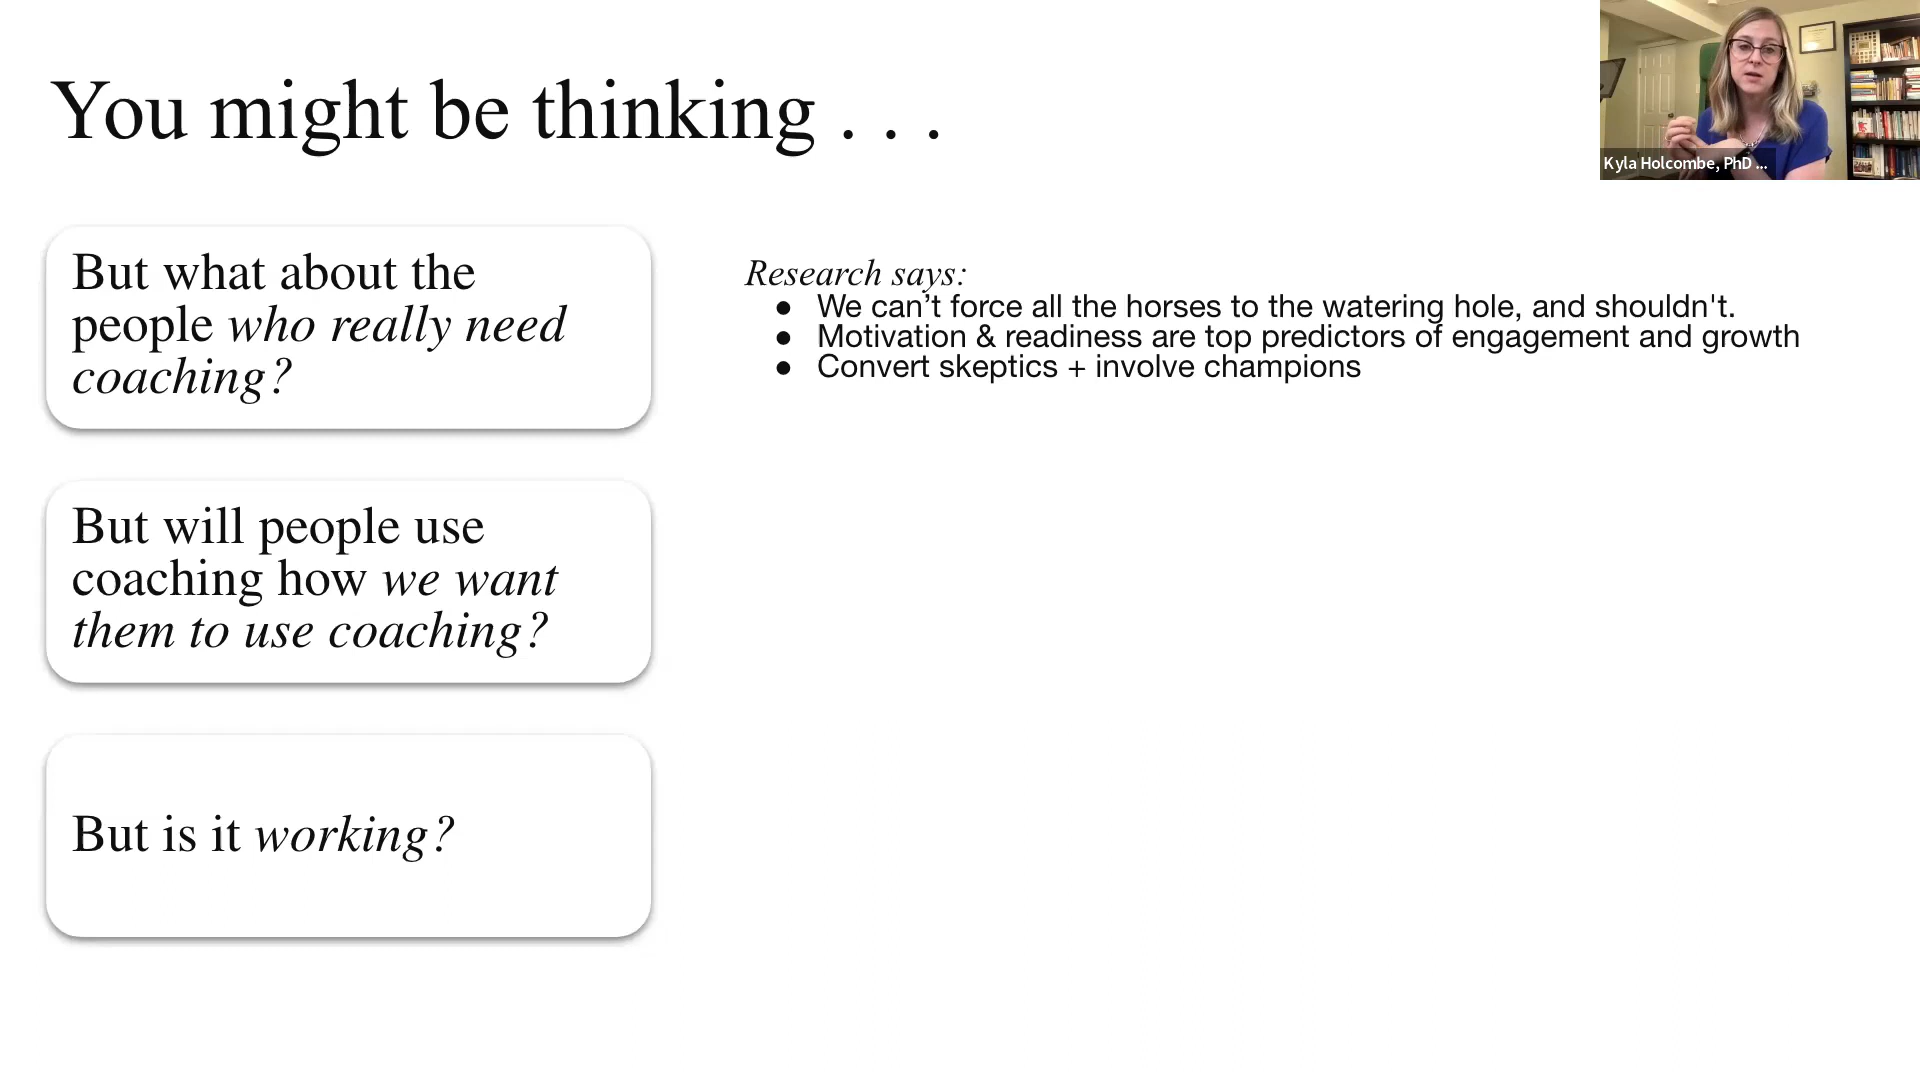 You might be thinking . . .
Kyla Holcombe, PhD ...
But what about the
people who really need
coaching?
Research says:
● We can’t force all the horses to the watering hole, and shouldn't.
● Motivation & readiness are top predictors of engagement and growth
● Convert skeptics + involve champions
But will people use
coaching how we want
them to use coaching?
But is it working?